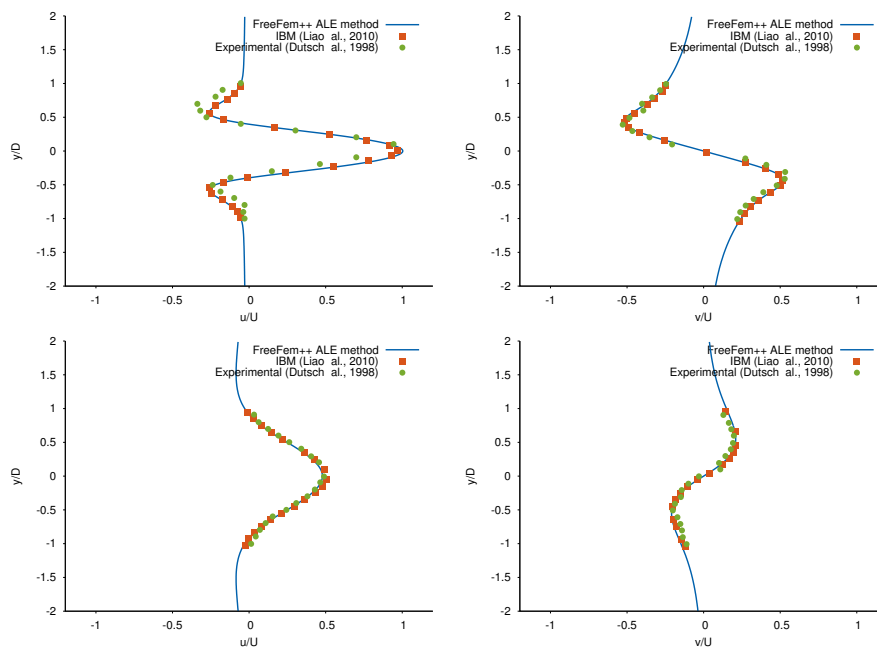 2
1.5
1
0.5
0
-0.5
-1
-1.5
-2
y/D
-1
-0.5
0
0.5
1
u/U
FreeFem++ ALE method
IBM (Liao al., 2010)
Experimental (Dutsch al., 1998)
2
1.5
1
0.5
0
-0.5
-1
-1.5
-2
y/D
-1
-0.5
0
0.5
1
v/U
FreeFem++ ALE method
IBM (Liao al., 2010)
Experimental (Dutsch al., 1998)
2
1.5
1
0.5
0
-0.5
-1
-1.5
-2
y/D
-1
-0.5
0
0.5
1
u/U
FreeFem++ ALE method
IBM (Liao al., 2010)
Experimental (Dutsch al., 1998)
2
1.5
1
0.5
0
-0.5
-1
-1.5
-2
y/D
-1
-0.5
0
0.5
1
v/U
FreeFem++ ALE method
IBM (Liao al., 2010)
Experimental (Dutsch al., 1998)